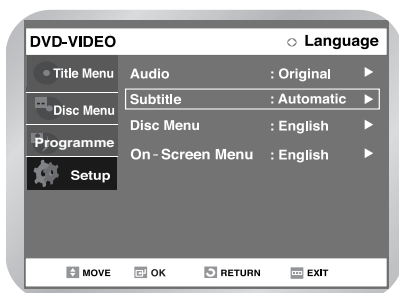 DVD-VIDEO Language
Title Menu
Disc Menu
Programme
Setup
Audio : Original
Subtitle : Automatic
Disc Menu : English
On-Screen Menu : English
MOVE OK RETURN EXIT